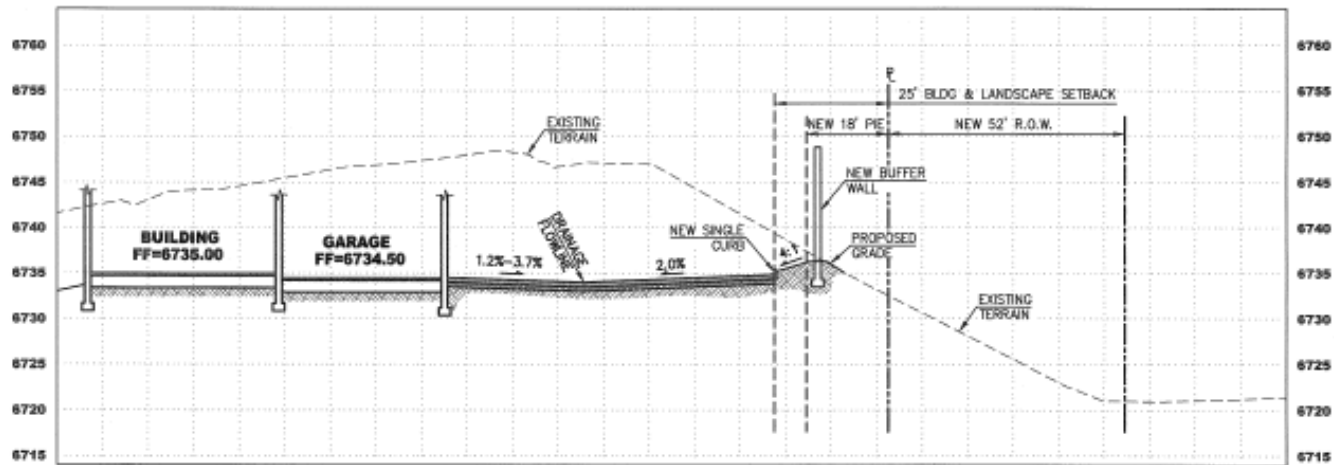 6760
6755
6750
6745
6740
6735
6730
6725
6720
6715
EXISTING
TERRAIN
BUILDING
FF=6735.00
GARAGE
FF=6734.50
1.2%-3.7%
DRAINAGE
FLOWLINE
2.0%
NEW SINGLE
CURB
4:1
25' BLDG & LANDSCAPE SETBACK
NEW 18' PIE
NEW 52' R.O.W.
NEW BUFFER
WALL
PROPOSED
GRADE
EXISTING
TERRAIN
6760
6755
6750
6745
6740
6735
6730
6725
6720
6715